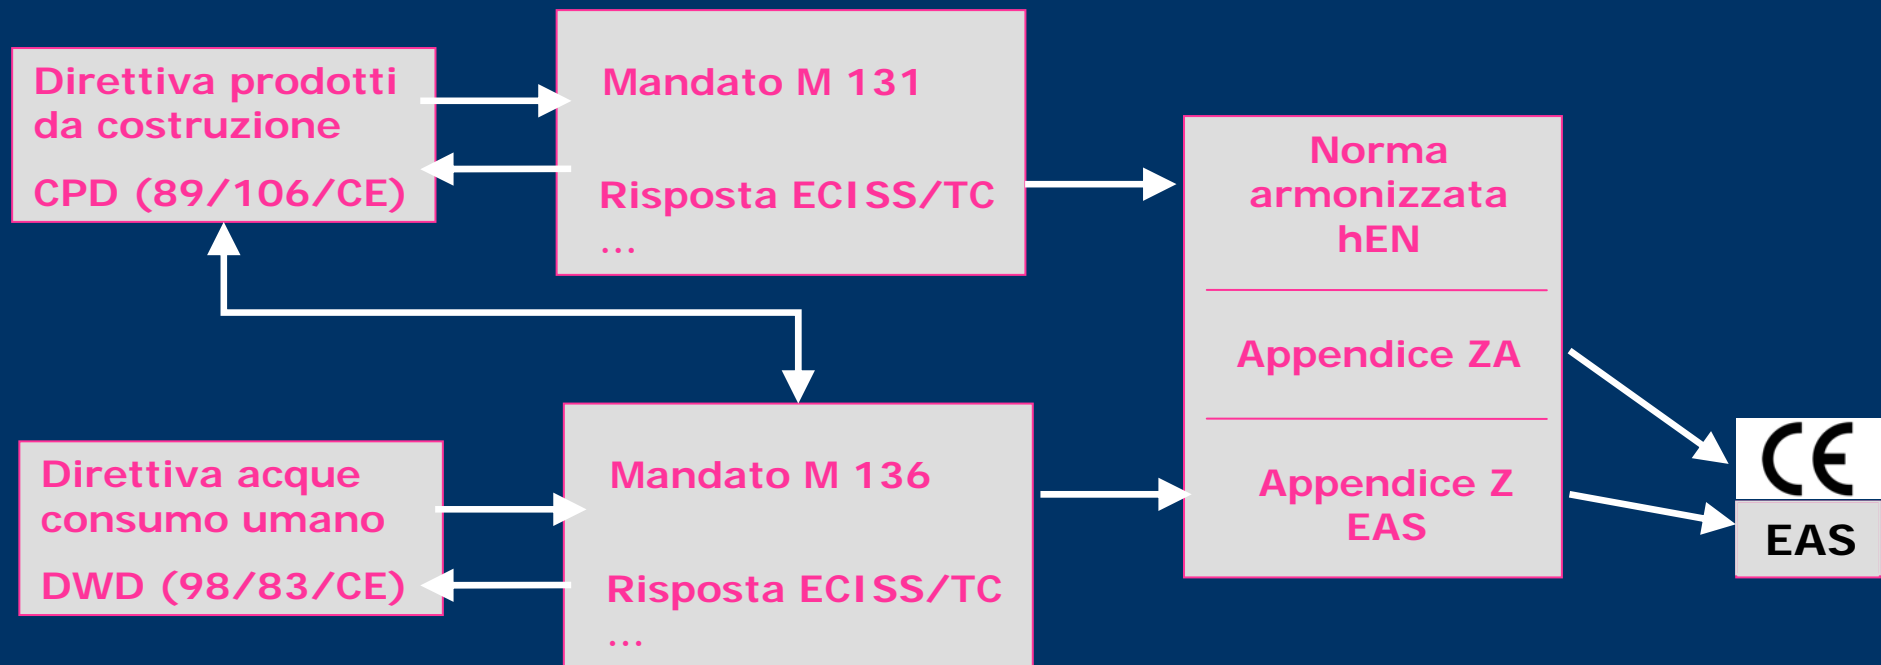 Direttiva prodotti
da costruzione
CPD (89/106/CE)
Mandato M 131
Risposta ECISS/TC
...
Norma
armonizzata
hEN
Appendice ZA
Appendice Z
EAS
Direttiva acque
consumo umano
DWD (98/83/CE)
Mandato M 136
Risposta ECISS/TC
...
CE
EAS